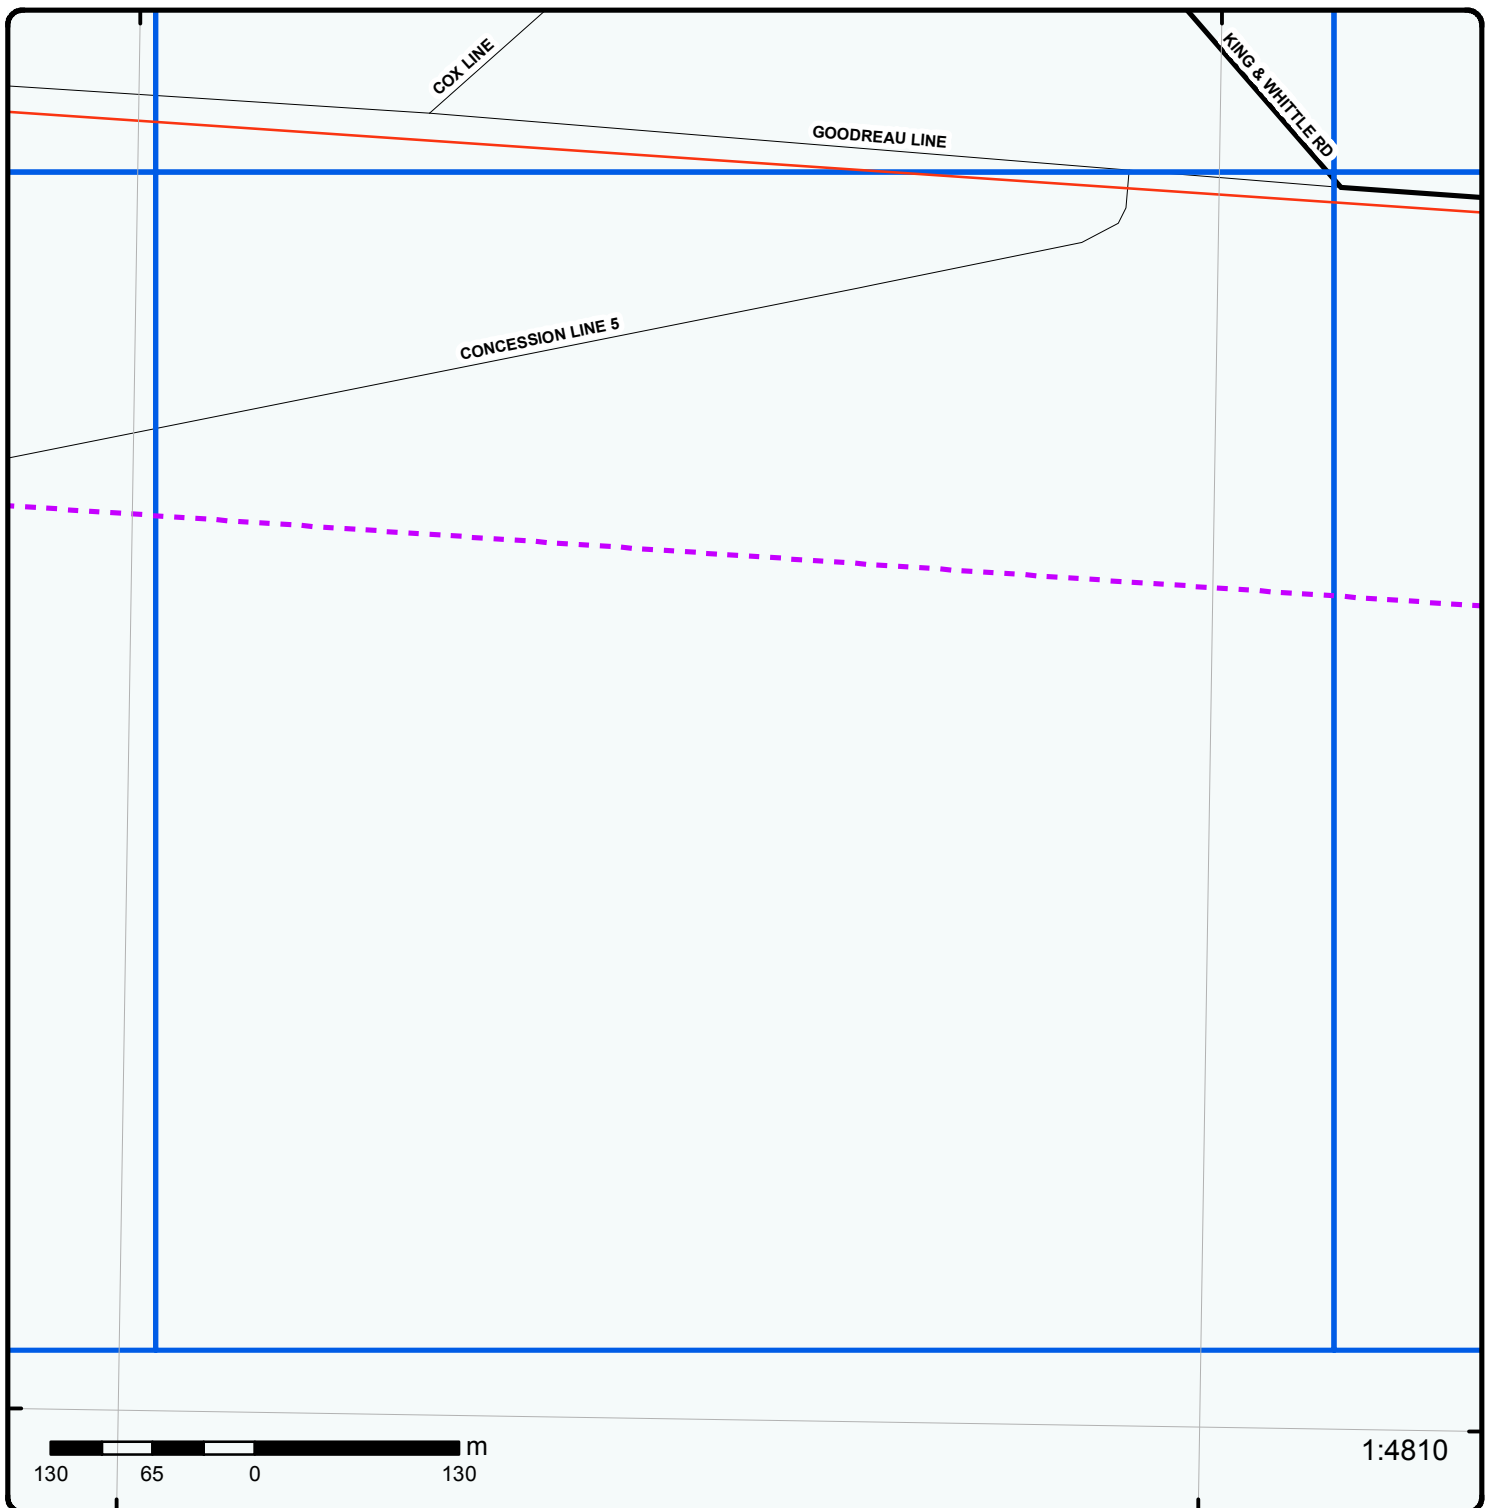 COX LINE
KING & WHITTLE RD
GOODREAU LINE
CONCESSION LINE 5
m
130 65 0 130
1:4810